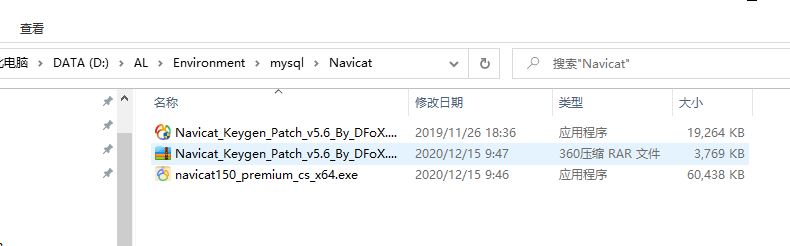 查看
北电脑 > DATA (D:) > AL > Environment > mysql > Navicat 搜索"Navicat"
名称 修改日期 类型 大小
Navicat_Keygen_Patch_v5.6_By_DFoX.... 2019/11/26 18:36 应用程序 19,264 KB
Navicat_Keygen_Patch_v5.6_By_DFoX.... 2020/12/15 9:47 360压缩 RAR 文件 3,769 KB
navicat150_premium_cs_x64.exe 2020/12/15 9:46 应用程序 60,438 KB